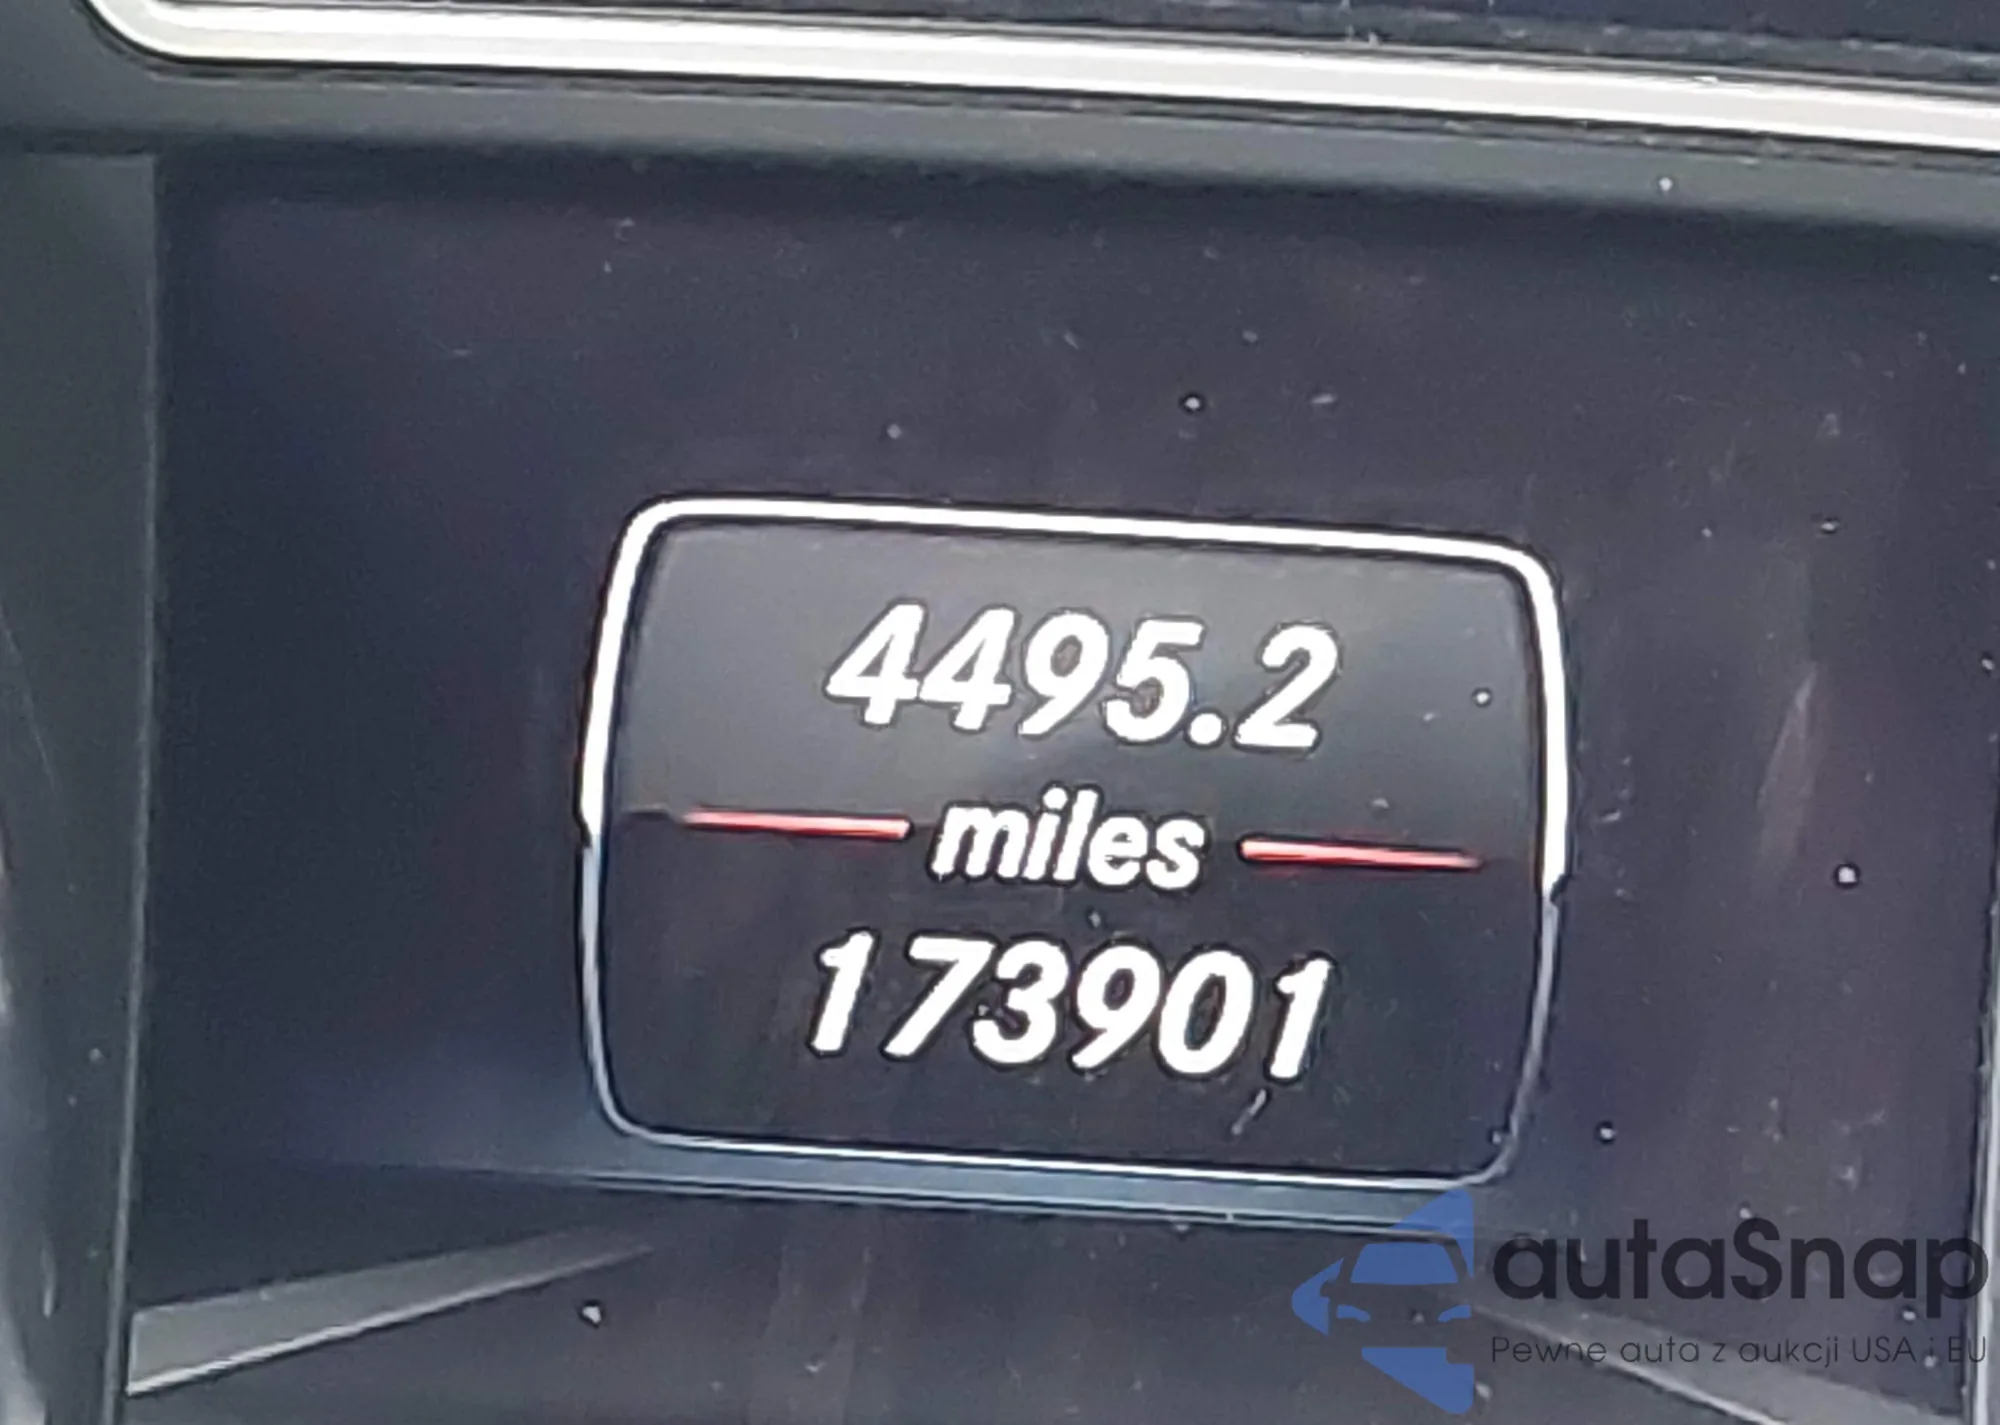 4495.2
miles
173901
autaSnap
Pewne auta z aukcji USA i EU